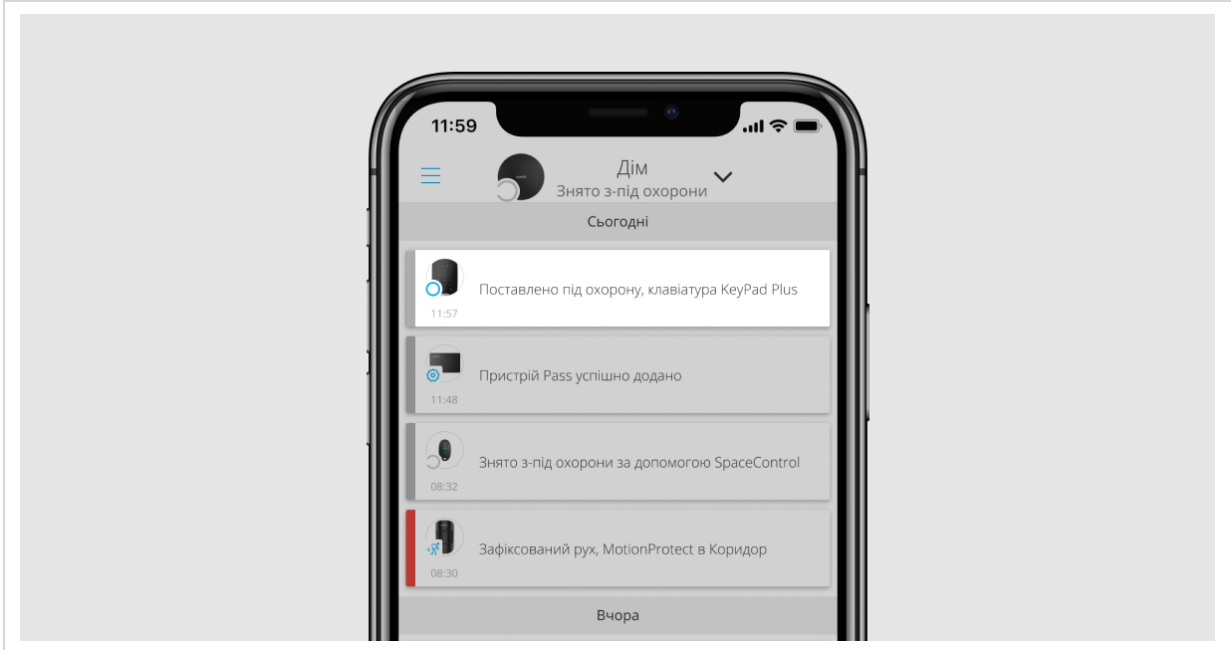 11:59
Дім
Знято з-під охорони
Сьогодні
Поставлено під охорону, клавіатура KeyPad Plus
11:57
Пристрій Pass успішно додано
11:48
Знято з-під охорони за допомогою SpaceControl
08:32
Зафіксований рух, MotionProtect в Коридор
08:30
Вчора